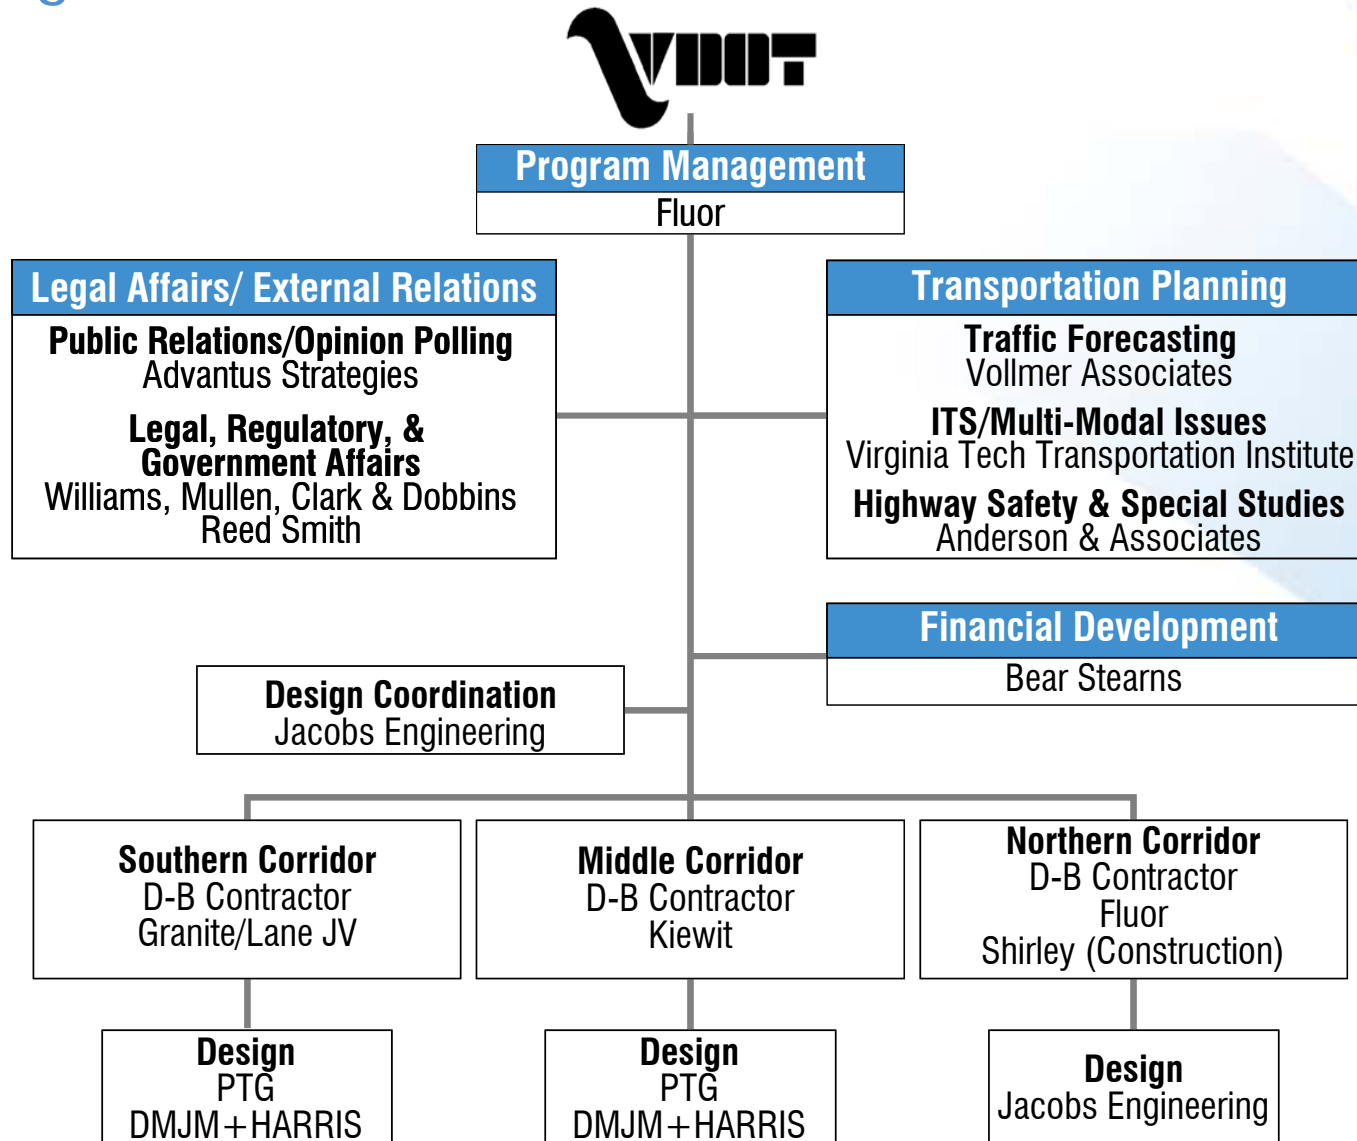 VDOT
Program Management
Fluor
Legal Affairs/ External Relations
Public Relations/Opinion Polling
Advantus Strategies
Legal, Regulatory, &
Government Affairs
Williams, Mullen, Clark & Dobbins
Reed Smith
Transportation Planning
Traffic Forecasting
Vollmer Associates
ITS/Multi-Modal Issues
Virginia Tech Transportation Institute
Highway Safety & Special Studies
Anderson & Associates
Financial Development
Bear Stearns
Design Coordination
Jacobs Engineering
Southern Corridor
D-B Contractor
Granite/Lane JV
Middle Corridor
D-B Contractor
Kiewit
Northern Corridor
D-B Contractor
Fluor
Shirley (Construction)
Design
PTG
DMJM+HARRIS
Design
PTG
DMJM+HARRIS
Design
Jacobs Engineering